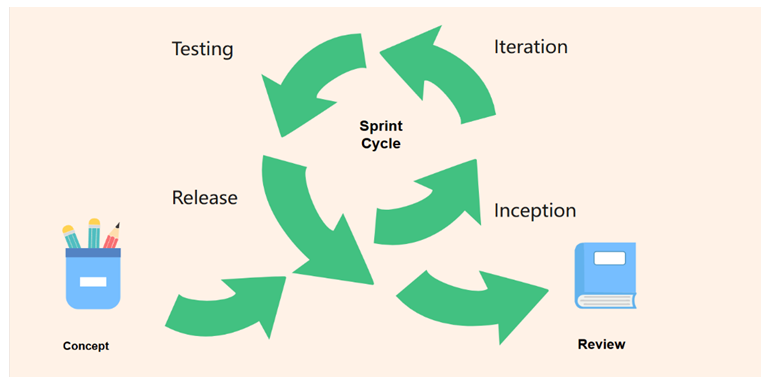 Testing
Iteration
Sprint
Cycle
Release
Inception
Concept
Review